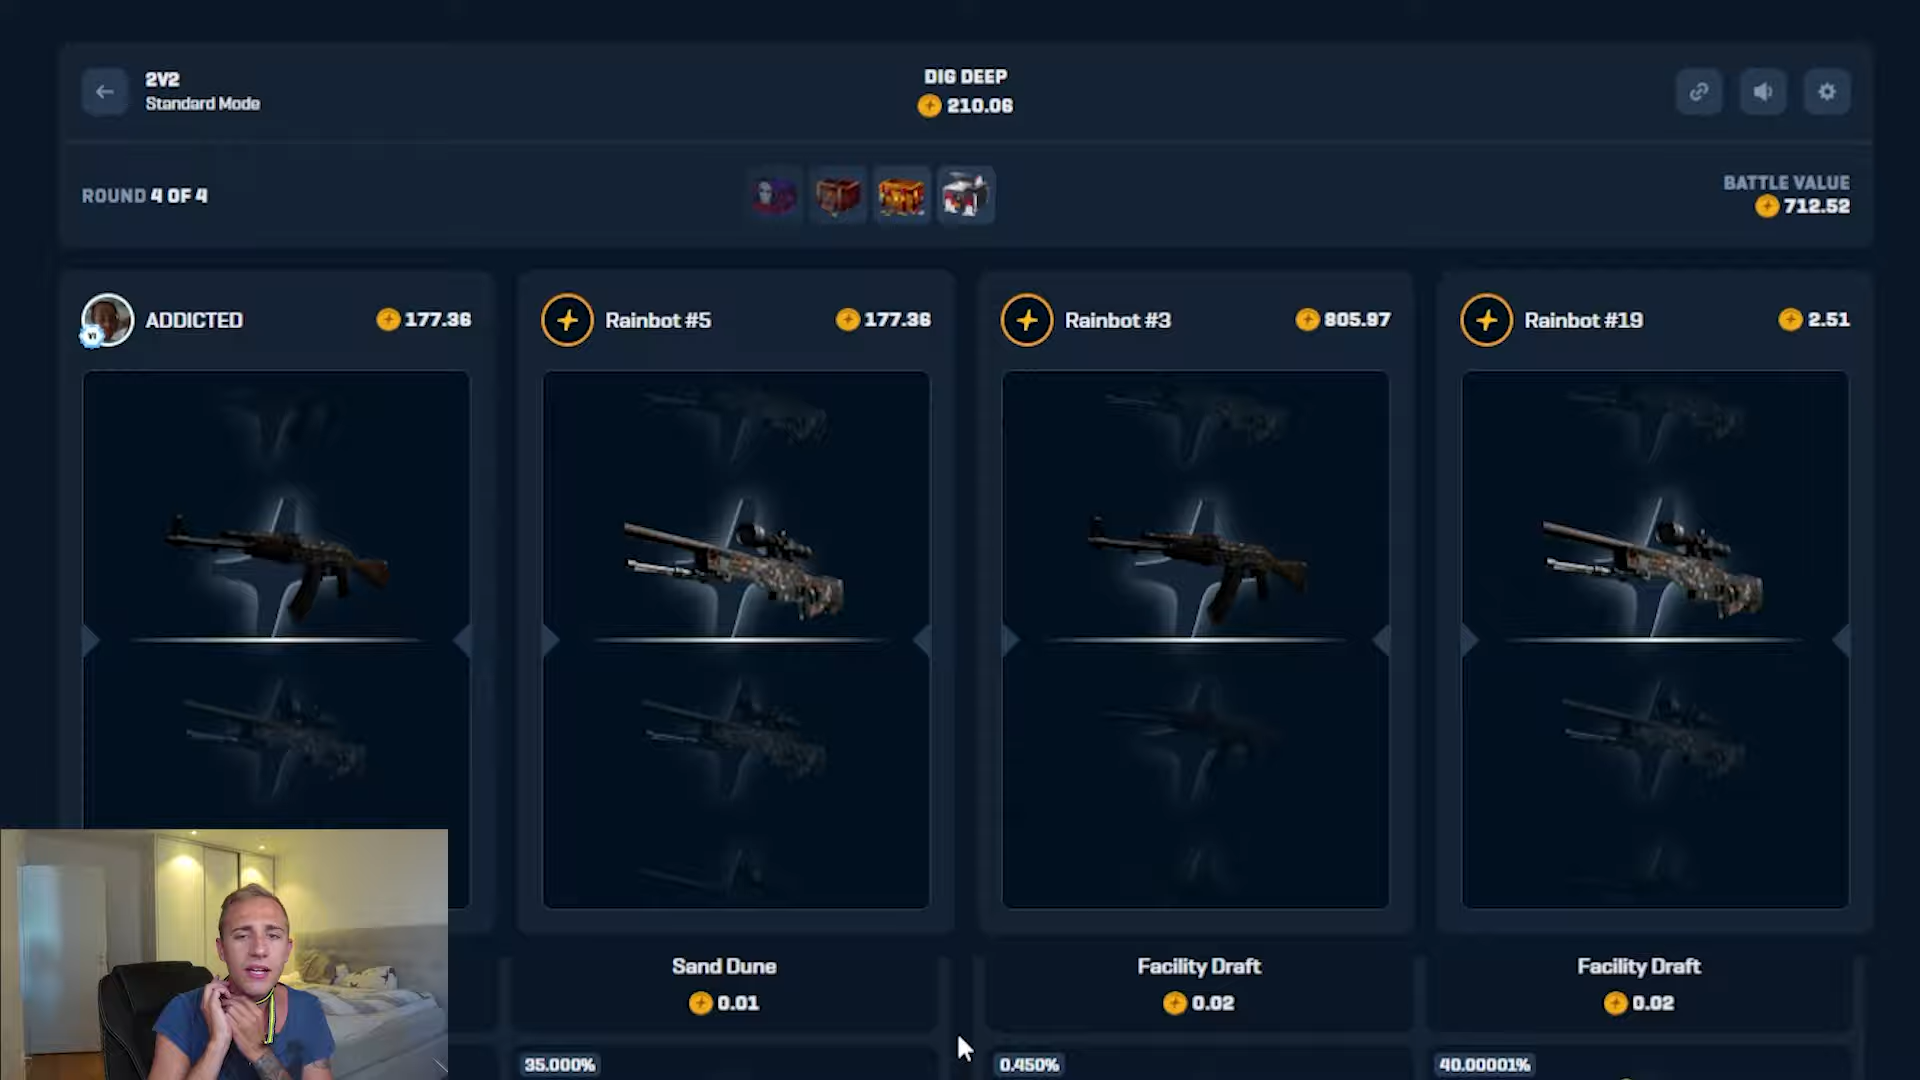 2V2
Standard Mode
DIG DEEP
210.06
ROUND 4 OF 4
BATTLE VALUE
712.52
ADDICTED
177.36
Rainbot #5
177.36
Rainbot #3
805.97
Rainbot #19
2.51
Sand Dune
0.01
Facility Draft
0.02
Facility Draft
0.02
35.000%
0.450%
40.00001%